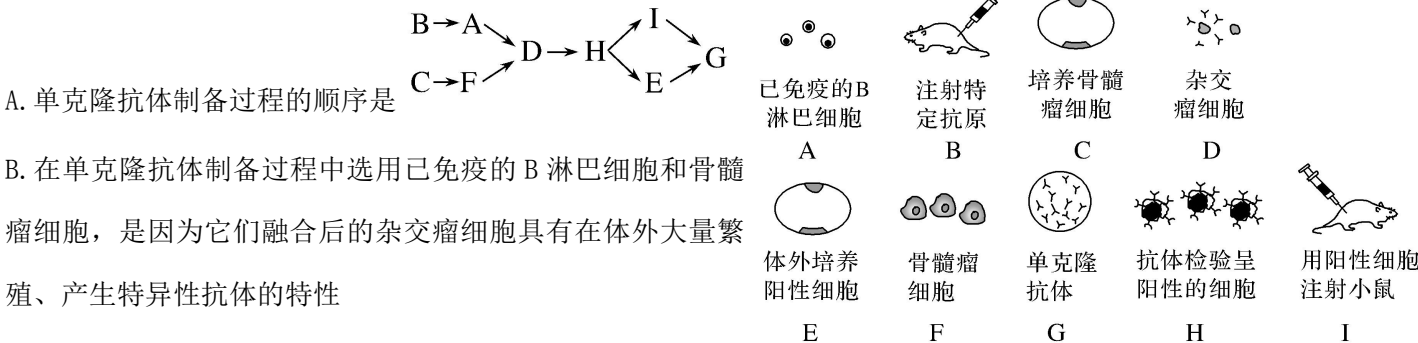 B→A
C→F
D→H
I
E
G
A.单克隆抗体制备过程的顺序是
B.在单克隆抗体制备过程中选用已免疫的B淋巴细胞和骨髓
瘤细胞，是因为它们融合后的杂交瘤细胞具有在体外大量繁
殖、产生特异性抗体的特性
已免疫的B
淋巴细胞
A
注射特
定抗原
B
培养骨髓
瘤细胞
C
杂交
瘤细胞
D
体外培养
阳性细胞
E
骨髓瘤
细胞
F
单克隆
抗体
G
抗体检验呈
阳性的细胞
H
用阳性细胞
注射小鼠
I